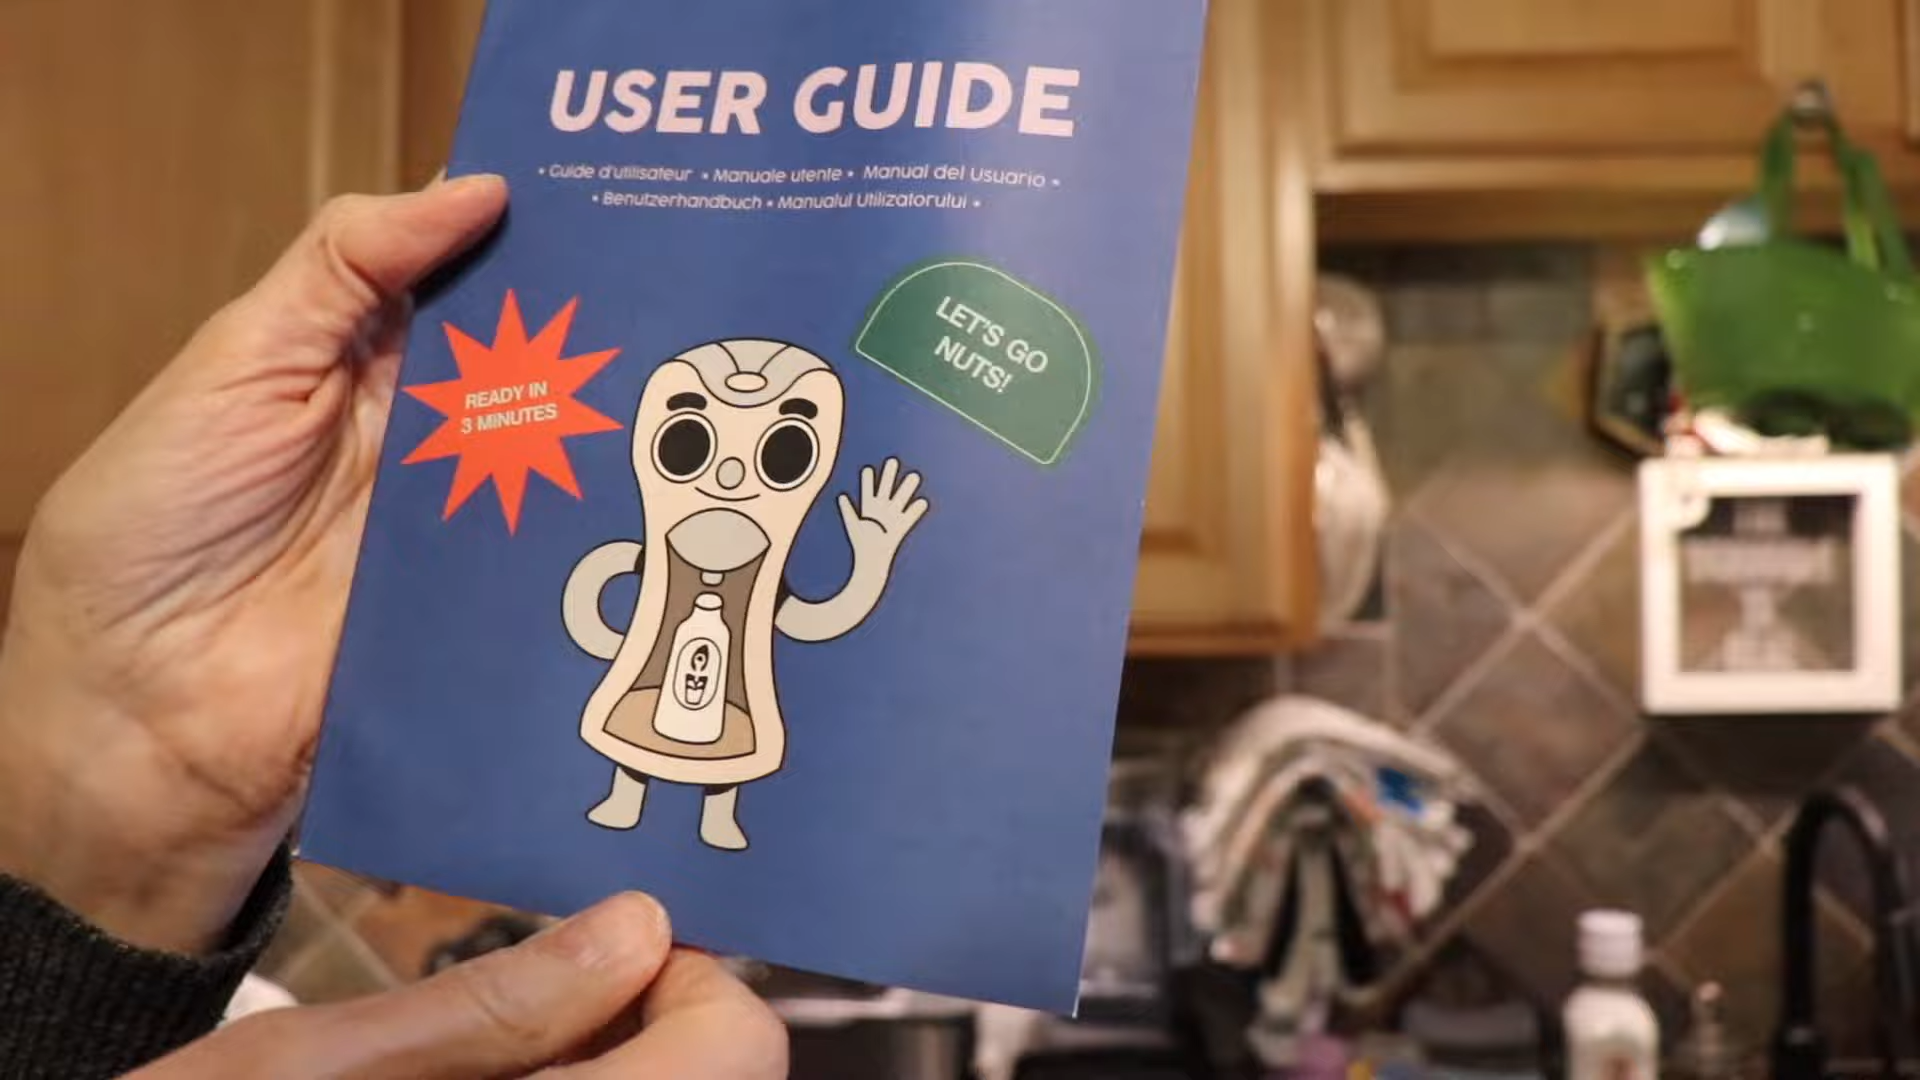 USER GUIDE
• Guide d'utilisateur • Manuale utente • Manual del Usuario •
• Benutzerhandbuch • Manualul Utilizatorului •
LET'S GO
NUTS!
READY IN
3 MINUTES